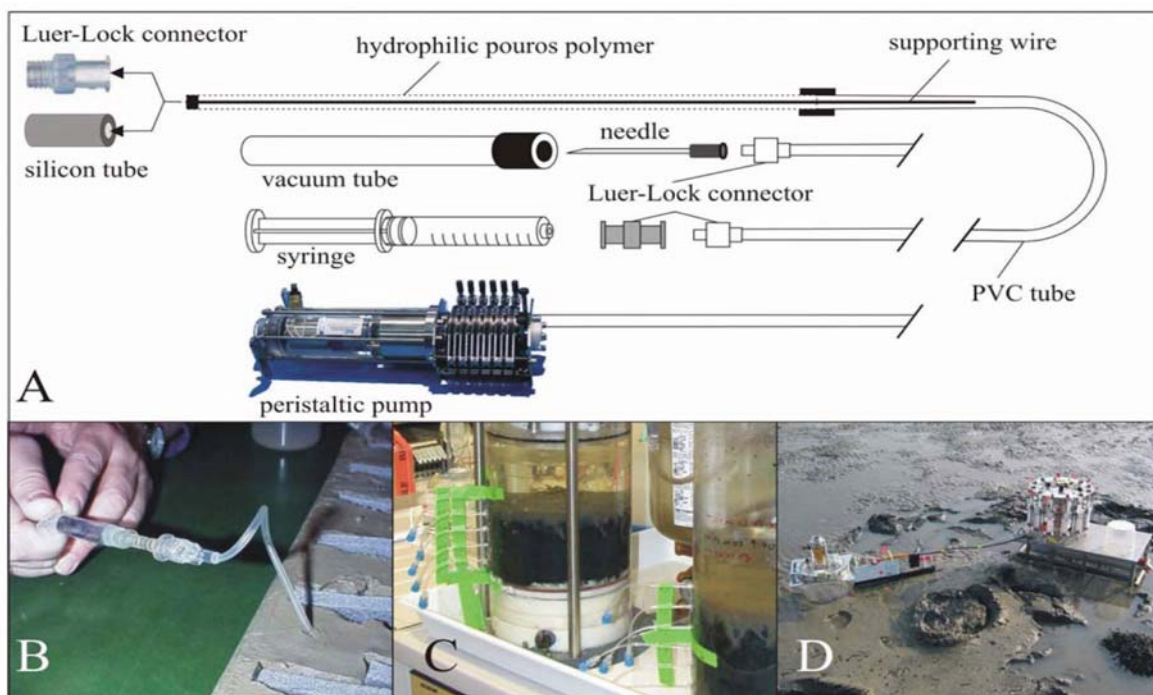 Luer-Lock connector
hydrophilic pouros polymer
supporting wire
silicon tube
needle
vacuum tube
Luer-Lock connector
syringe
PVC tube
peristaltic pump
A
B
C
D